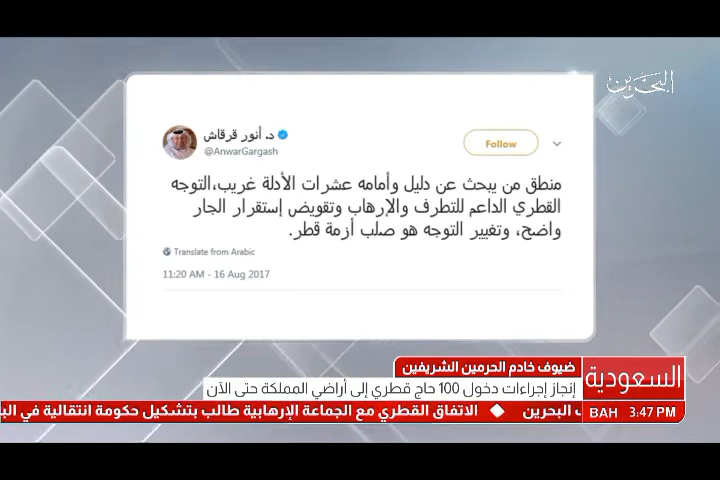 البحرين
د. أنور قرقاش
@AnwarGargash
Follow
منطق من يبحث عن دليل وأمامه عشرات الأدلة غريب،التوجه
القطري الداعم للتطرف والإرهاب وتقويض إستقرار الجار
واضح، وتغيير التوجه هو صلب أزمة قطر.
Translate from Arabic
11:20 AM - 16 Aug 2017
ضيوف خادم الحرمين الشريفين
السعودية
إنجاز إجراءات دخول 100 حاج قطري إلى أراضي المملكة حتى الآن
BAH 3:47 PM
البحرين ◆ الاتفاق القطري مع الجماعة الإرهابية طالب بتشكيل حكومة انتقالية في